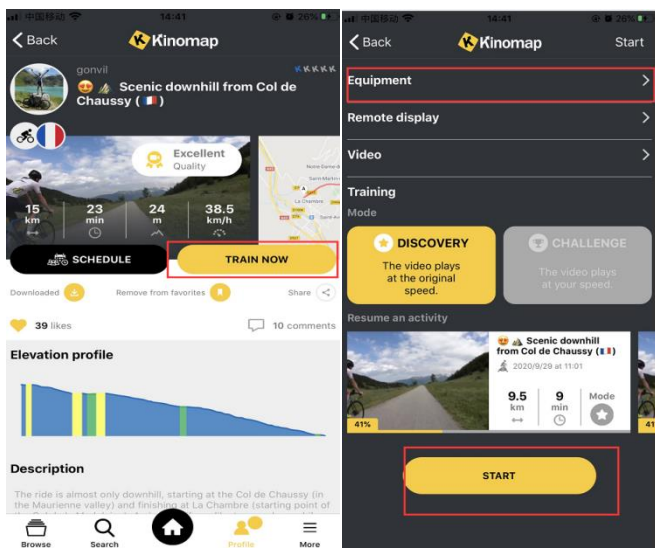 中国移动
14:41
26%
Back
Kinomap
gonvil
KKKKK
Scenic downhill from Col de
Chaussy ( )
Excellent
Quality
15
km
23
min
24
m
38.5
km/h
SCHEDULE
TRAIN NOW
Downloaded
Remove from favorites
Share
39 likes
10 comments
Elevation profile
Description
The ride is almost only downhill, starting at the Col de Chaussy (in
the Maurienne valley) and finishing at La Chambre (starting point of
Browse
Search
Profile
More
中国移动
14:41
26%
Back
Kinomap
Start
Equipment
Remote display
Video
Training
Mode
DISCOVERY
The video plays
at the original
speed.
CHALLENGE
The video plays
at your speed.
Resume an activity
Scenic downhill
from Col de Chaussy ( )
2020/9/29 at 11:01
9.5
km
9
min
Mode
41%
41
START